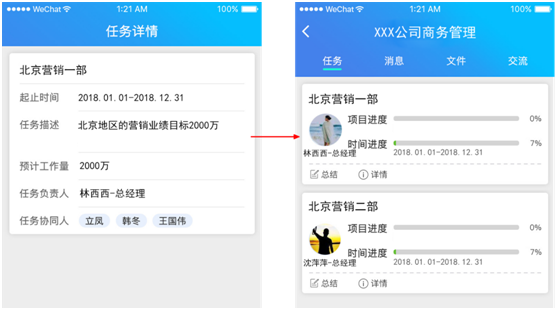 WeChat 1:21 AM 100%
任务详情
北京营销一部
起止时间 2018.01.01-2018.12.31
任务描述 北京地区的营销业绩目标2000万
预计工作量 2000万
任务负责人 林西西-总经理
任务协同人 立凤 韩冬 王国伟
WeChat 1:21 AM 100%
XXX公司商务管理
任务 消息 文件 交流
北京营销一部
项目进度 0%
时间进度 7%
林西西-总经理 2018.01.01-2018.12.31
总结 详情
北京营销二部
项目进度 0%
时间进度 7%
沈萍萍-总经理 2018.01.01-2018.12.31
总结 详情